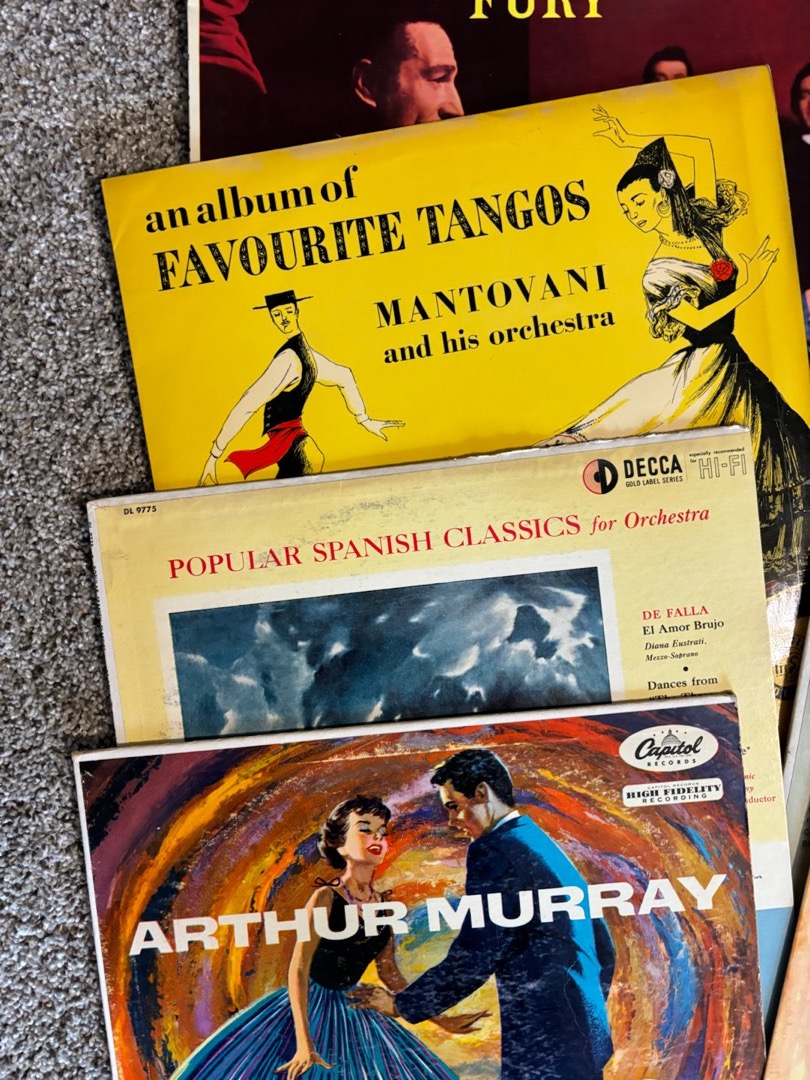 FURY
an album of
FAVOURITE TANGOS
MANTOVANI
and his orchestra
DL 9775
DECCA
GOLD LABEL SERIES
especially recommended
for HI-FI
POPULAR SPANISH CLASSICS for Orchestra
DE FALLA
El Amor Brujo
Diana Eustrati,
Mezzo-Soprano
Dances from
Capitol
RECORDS
CAPITOL RECORDS
HIGH FIDELITY
RECORDING
ARTHUR MURRAY